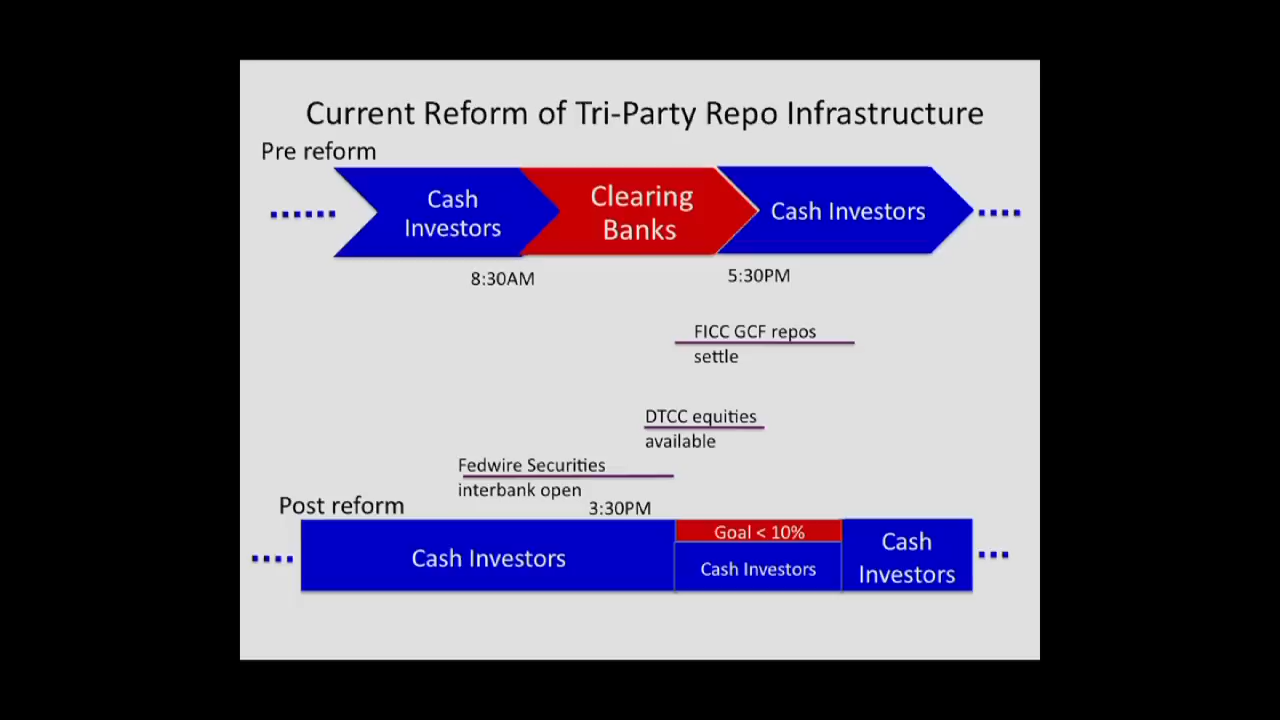 Current Reform of Tri-Party Repo Infrastructure
Pre reform
Cash
Investors
Clearing
Banks
Cash Investors
8:30AM
5:30PM
FICC GCF repos
settle
DTCC equities
available
Fedwire Securities
interbank open
3:30PM
Post reform
Cash Investors
Goal < 10%
Cash Investors
Cash
Investors